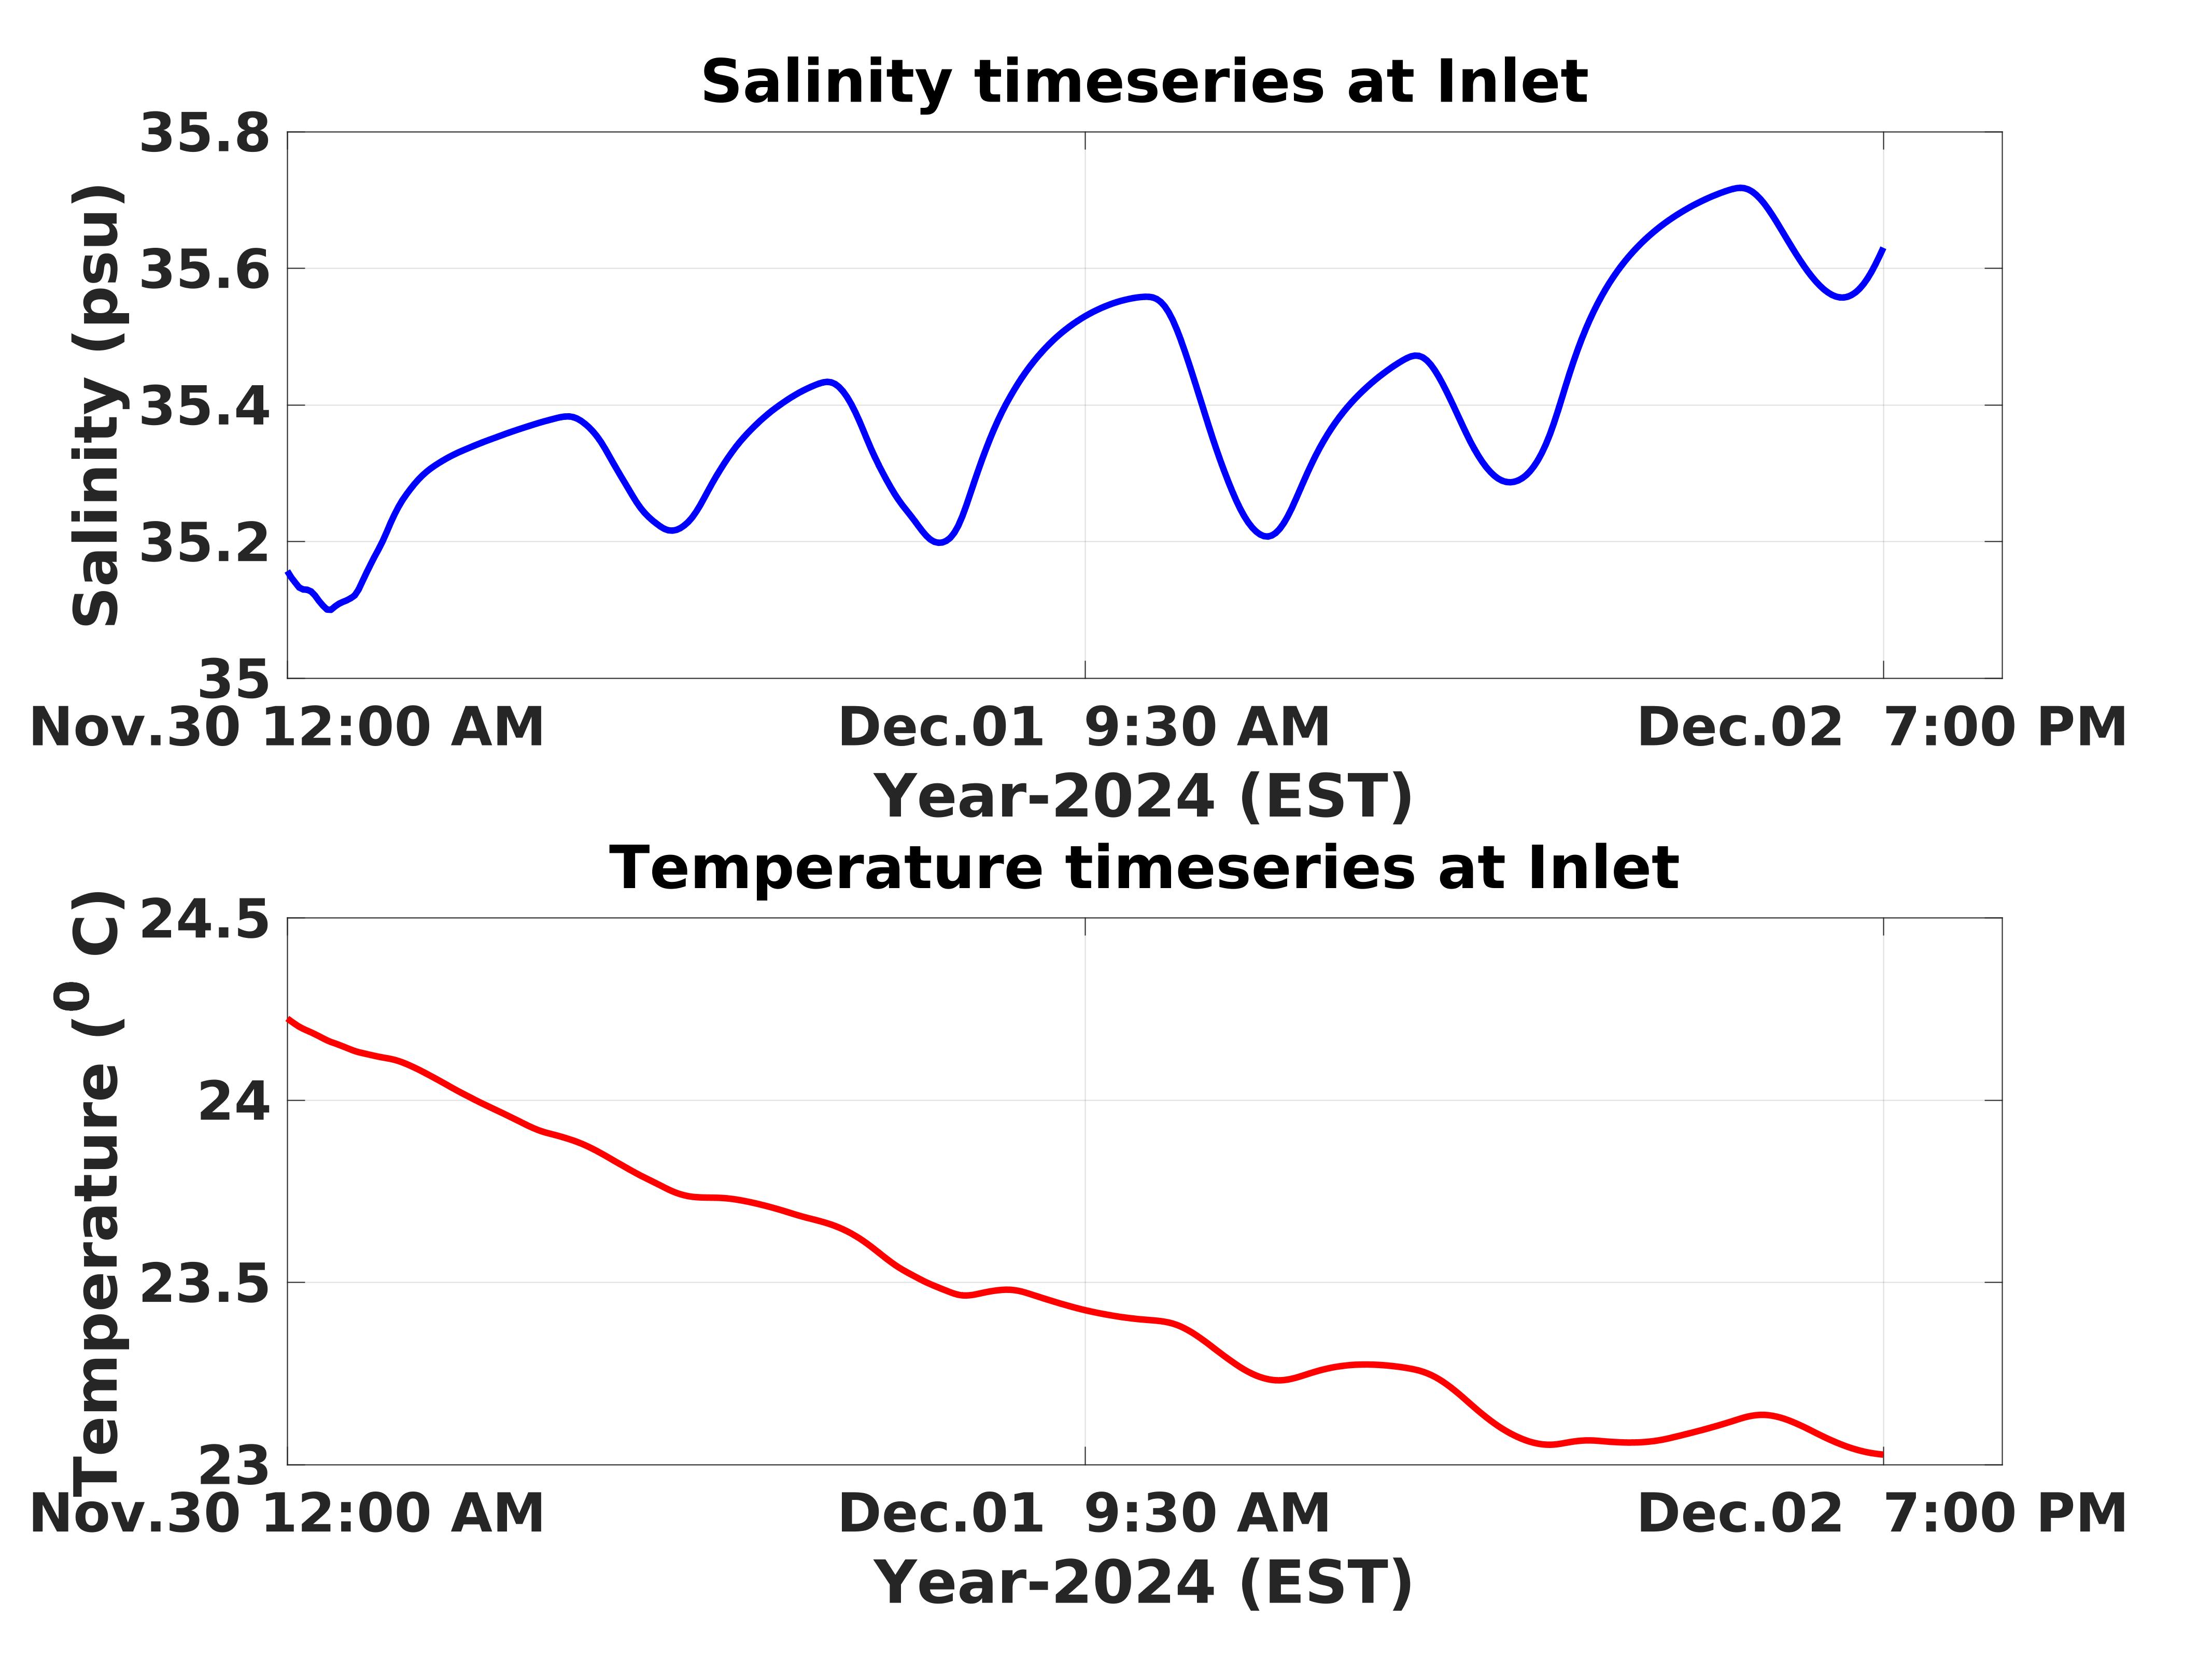 Salinity timeseries at Inlet
Salinity (psu)
35.8
35.6
35.4
35.2
35
Nov.30 12:00 AM
Dec.01  9:30 AM
Dec.02  7:00 PM
Year-2024 (EST)
Temperature timeseries at Inlet
Temperature (⁰ C)
24.5
24
23.5
23
Nov.30 12:00 AM
Dec.01  9:30 AM
Dec.02  7:00 PM
Year-2024 (EST)